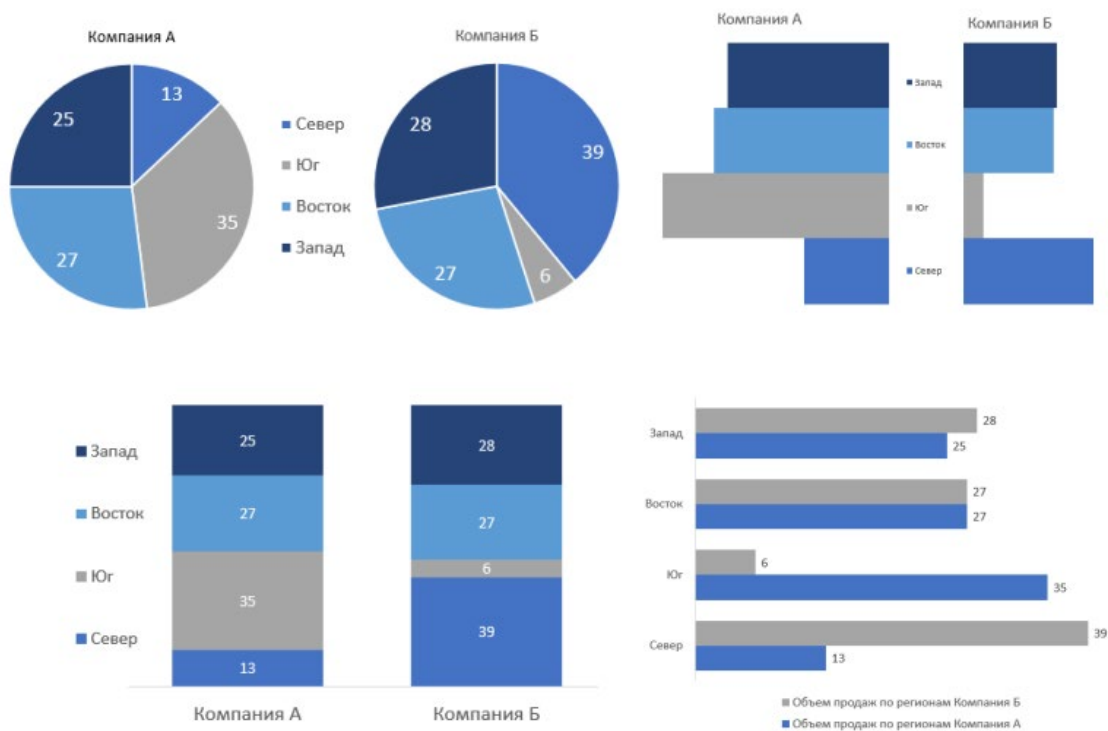 Компания А
13
25
35
27
Север
Юг
Восток
Запад
Компания Б
28
39
27
6
Компания А
Компания Б
Запад
Восток
Юг
Север
Запад
Восток
Юг
Север
25
27
35
13
Компания А
28
27
6
39
Компания Б
Запад
28
25
Восток
27
27
Юг
6
35
Север
39
13
Объем продаж по регионам Компания Б
Объем продаж по регионам Компания А